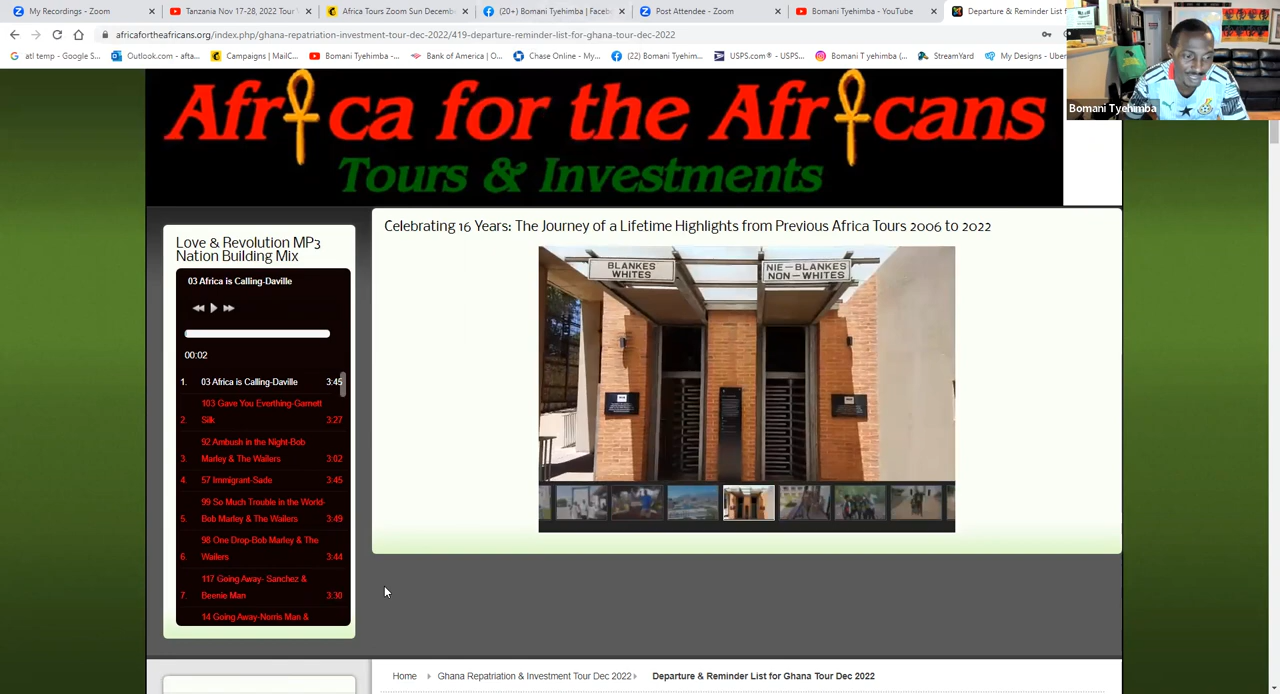 My Recordings - Zoom
Tanzania Nov 17-28, 2022 Tour
Africa Tours Zoom Sun Decemb
(20+) Bomani Tyehimba | Faceb
Post Attendee - Zoom
Bomani Tyehimba - YouTube
Departure & Reminder List f
africafortheafricans.org/index.php/ghana-repatriation-investment-tour-dec-2022/419-departure-reminder-list-for-ghana-tour-dec2022
atl temp - Google S...
Outlook.com - afta...
Campaigns | MailC...
Bomani Tyehimba -...
Bank of America | O...
Chase Online - My...
(22) Bomani Tyehim...
USPS.com® - USPS...
Bomani T yehimba (...
StreamYard
My Designs - Uber
Bomani Tyehimba
Africa for the Africans
Tours & Investments
Celebrating 16 Years: The Journey of a Lifetime Highlights from Previous Africa Tours 2006 to 2022
Love & Revolution MP3
Nation Building Mix
03 Africa is Calling-Daville
00:02
1. 03 Africa is Calling-Daville 3:45
103 Gave You Everthing-Garnett
2. Silk 3:27
92 Ambush in the Night-Bob
3. Marley & The Wailers 3:02
4. 57 Immigrant-Sade 3:45
99 So Much Trouble in the World-
5. Bob Marley & The Wailers 3:49
98 One Drop-Bob Marley & The
6. Wailers 3:44
117 Going Away- Sanchez &
7. Beenie Man 3:30
14 Going Away-Norris Man &
BLANKES
WHITES
NIE-BLANKES
NON-WHITES
Home
Ghana Repatriation & Investment Tour Dec 2022
Departure & Reminder List for Ghana Tour Dec 2022